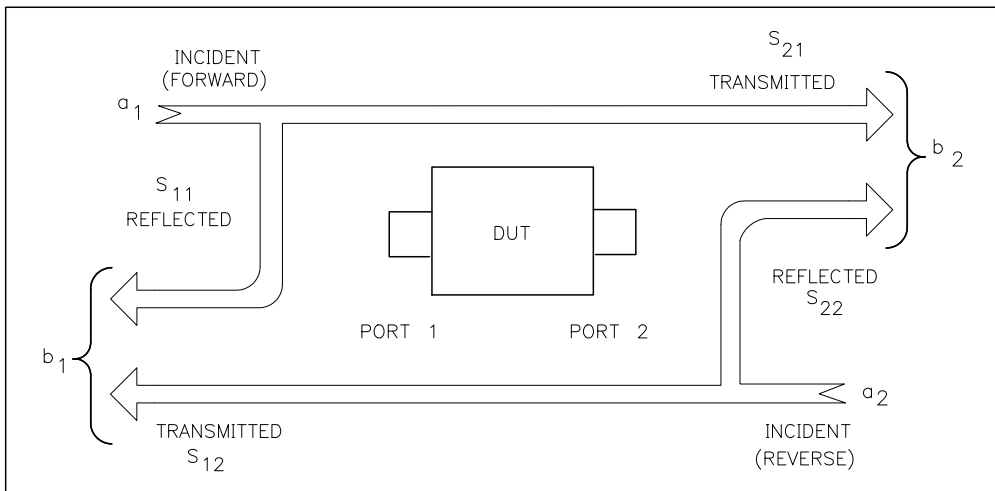 INCIDENT
(FORWARD)
a1
S21
TRANSMITTED
b2
S11
REFLECTED
DUT
REFLECTED
S22
PORT 1
PORT 2
b1
a2
TRANSMITTED
S12
INCIDENT
(REVERSE)